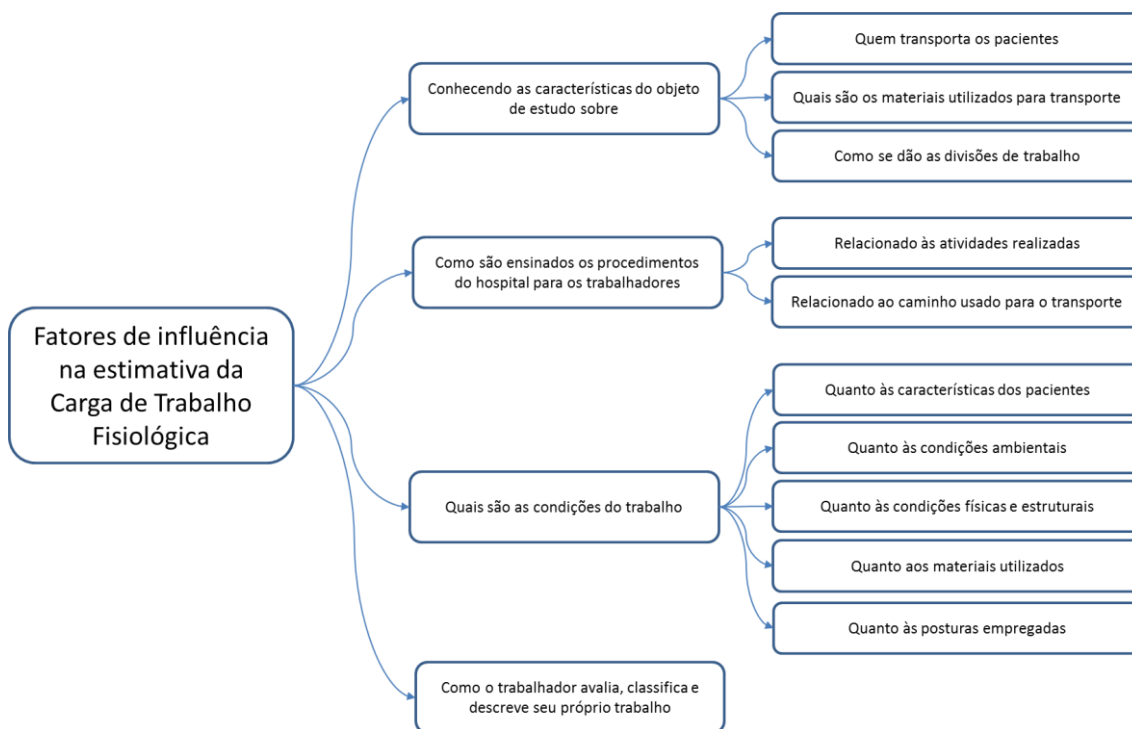 Fatores de influência
na estimativa da
Carga de Trabalho
Fisiológica
Conhecendo as características do objeto
de estudo sobre
Quem transporta os pacientes
Quais são os materiais utilizados para transporte
Como se dão as divisões de trabalho
Como são ensinados os procedimentos
do hospital para os trabalhadores
Relacionado às atividades realizadas
Relacionado ao caminho usado para o transporte
Quais são as condições do trabalho
Quanto às características dos pacientes
Quanto às condições ambientais
Quanto às condições físicas e estruturais
Quanto aos materiais utilizados
Quanto às posturas empregadas
Como o trabalhador avalia, classifica e
descreve seu próprio trabalho